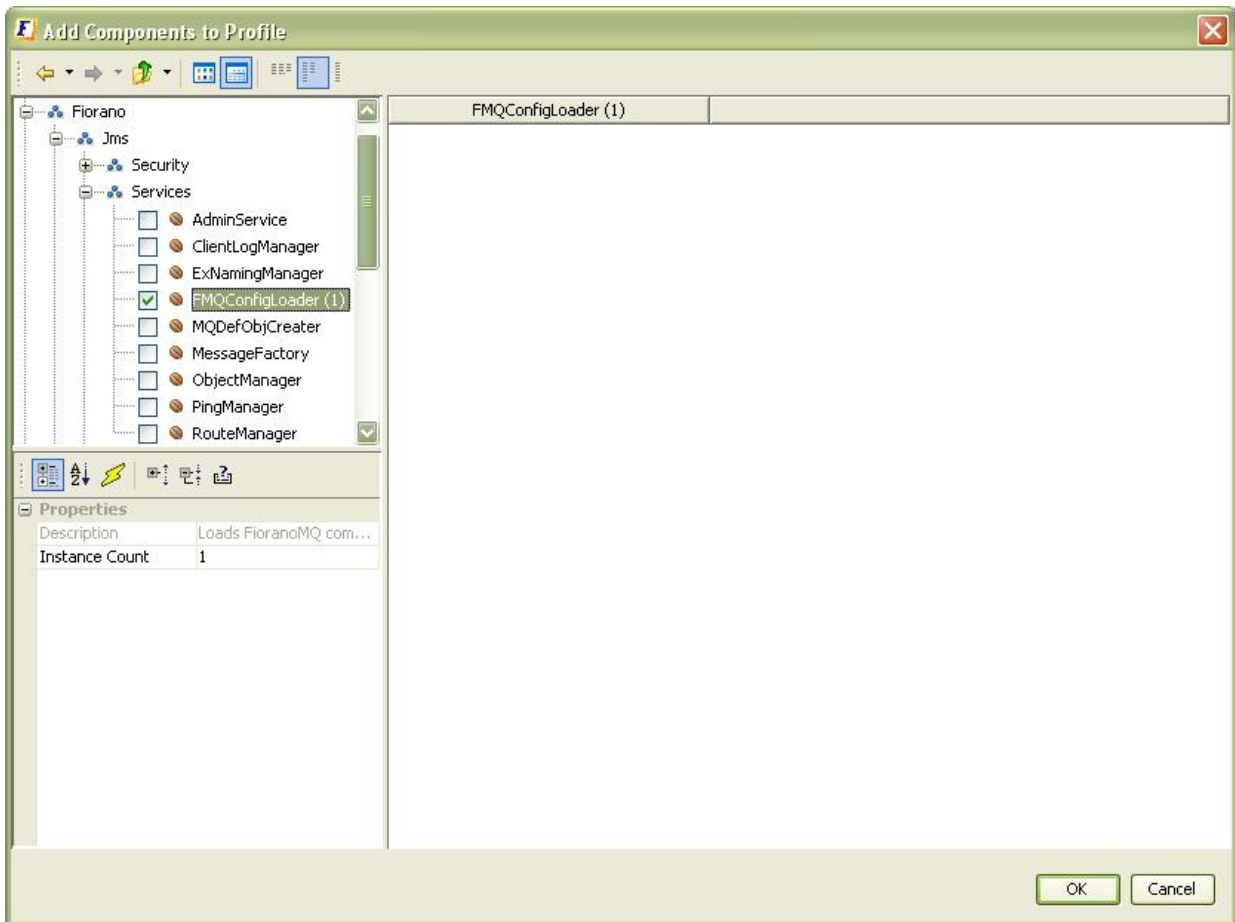 Add Components to Profile
Fiorano
Jms
Security
Services
AdminService
ClientLogManager
ExNamingManager
FMQConfigLoader (1)
MQDefObjCreater
MessageFactory
ObjectManager
PingManager
RouteManager
FMQConfigLoader (1)
Properties
Description Loads FioranoMQ com...
Instance Count 1
OK Cancel